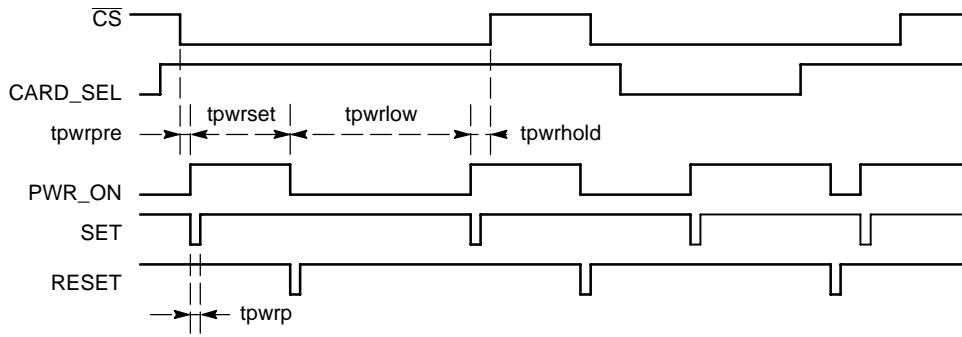 CS
CARD_SEL
tpwrset tpwrlow
tpwrpre tpwrhold
PWR_ON
SET
RESET
tpwrp